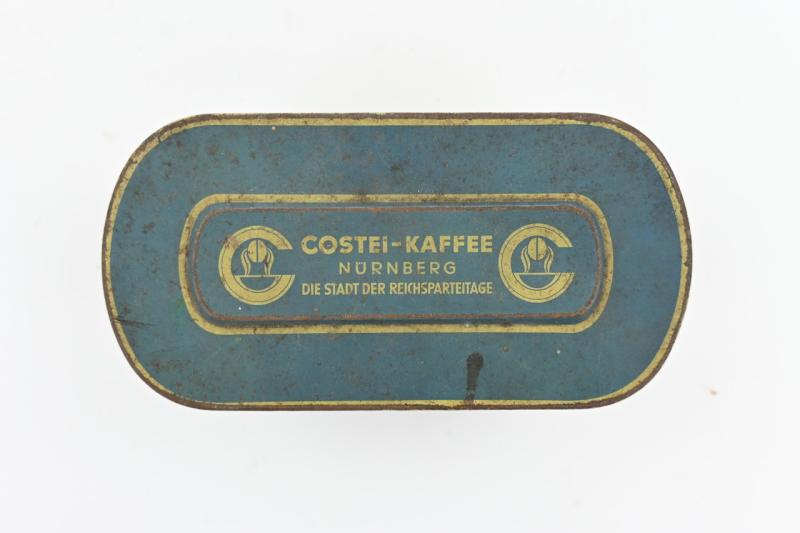 COSTEI-KAFFEE
NÜRNBERG
DIE STADT DER REICHSPARTEITAGE